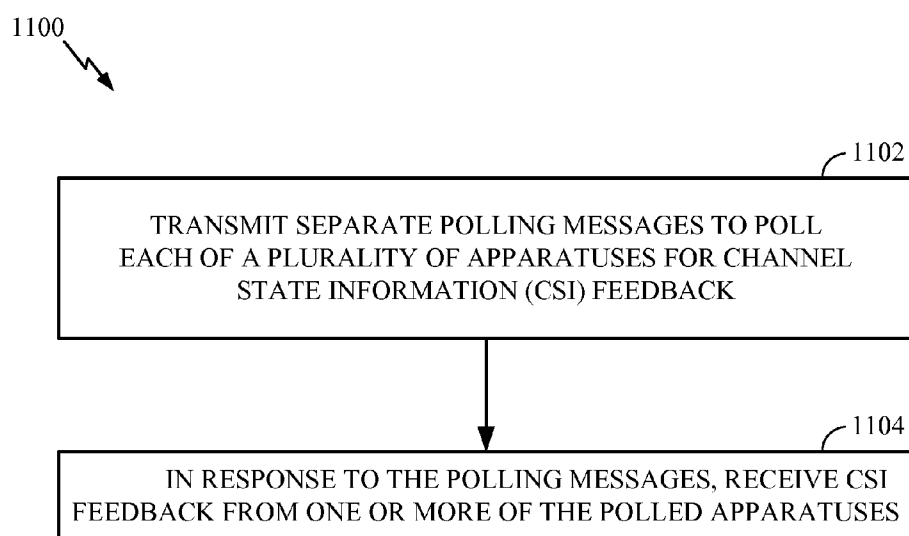 1100
1102
TRANSMIT SEPARATE POLLING MESSAGES TO POLL
EACH OF A PLURALITY OF APPARATUSES FOR CHANNEL
STATE INFORMATION (CSI) FEEDBACK
1104
IN RESPONSE TO THE POLLING MESSAGES, RECEIVE CSI
FEEDBACK FROM ONE OR MORE OF THE POLLED APPARATUSES